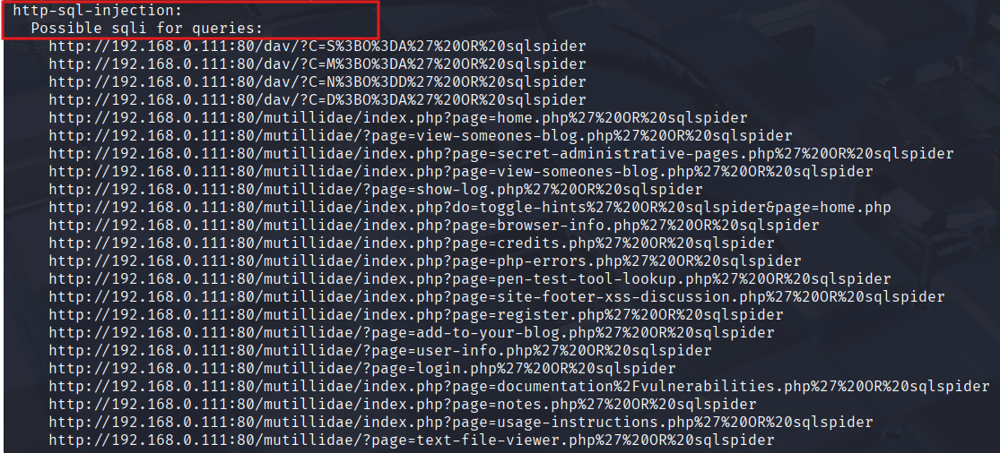 http-sql-injection:
Possible sqli for queries:
http://192.168.0.111:80/dav/?C=S%3BO%3DA%27%20OR%20sqlspider
http://192.168.0.111:80/dav/?C=M%3BO%3DA%27%20OR%20sqlspider
http://192.168.0.111:80/dav/?C=N%3BO%3DD%27%20OR%20sqlspider
http://192.168.0.111:80/dav/?C=D%3BO%3DA%27%20OR%20sqlspider
http://192.168.0.111:80/mutillidae/index.php?page=home.php%27%20OR%20sqlspider
http://192.168.0.111:80/mutillidae/?page=view-someones-blog.php%27%20OR%20sqlspider
http://192.168.0.111:80/mutillidae/index.php?page=secret-administrative-pages.php%27%20OR%20sqlspider
http://192.168.0.111:80/mutillidae/index.php?page=view-someones-blog.php%27%20OR%20sqlspider
http://192.168.0.111:80/mutillidae/?page=show-log.php%27%20OR%20sqlspider
http://192.168.0.111:80/mutillidae/index.php?do=toggle-hints%27%20OR%20sqlspider&page=home.php
http://192.168.0.111:80/mutillidae/index.php?page=browser-info.php%27%20OR%20sqlspider
http://192.168.0.111:80/mutillidae/index.php?page=credits.php%27%20OR%20sqlspider
http://192.168.0.111:80/mutillidae/index.php?page=php-errors.php%27%20OR%20sqlspider
http://192.168.0.111:80/mutillidae/index.php?page=pen-test-tool-lookup.php%27%20OR%20sqlspider
http://192.168.0.111:80/mutillidae/index.php?page=site-footer-xss-discussion.php%27%20OR%20sqlspider
http://192.168.0.111:80/mutillidae/index.php?page=register.php%27%20OR%20sqlspider
http://192.168.0.111:80/mutillidae/?page=add-to-your-blog.php%27%20OR%20sqlspider
http://192.168.0.111:80/mutillidae/?page=user-info.php%27%20OR%20sqlspider
http://192.168.0.111:80/mutillidae/?page=login.php%27%20OR%20sqlspider
http://192.168.0.111:80/mutillidae/index.php?page=documentation%2Fvulnerabilities.php%27%20OR%20sqlspider
http://192.168.0.111:80/mutillidae/index.php?page=notes.php%27%20OR%20sqlspider
http://192.168.0.111:80/mutillidae/index.php?page=usage-instructions.php%27%20OR%20sqlspider
http://192.168.0.111:80/mutillidae/?page=text-file-viewer.php%27%20OR%20sqlspider